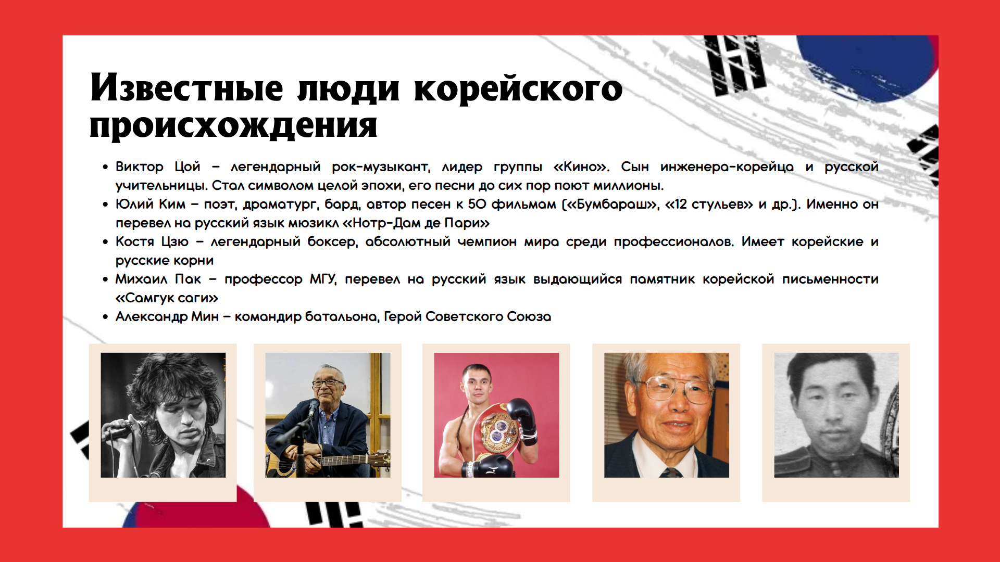 Известные люди корейского
происхождения
• Виктор Цой – легендарный рок-музыкант, лидер группы «Кино». Сын инженера-корейца и русской
учительницы. Стал символом целой эпохи, его песни до сих пор поют миллионы.
• Юлий Ким – поэт, драматург, бард, автор песен к 50 фильмам («Бумбараш», «12 стульев» и др.). Именно он
перевел на русский язык мюзикл «Нотр-Дам де Пари»
• Костя Цзю – легендарный боксер, абсолютный чемпион мира среди профессионалов. Имеет корейские и
русские корни
• Михаил Пак – профессор МГУ, перевел на русский язык выдающийся памятник корейской письменности
«Самгук саги»
• Александр Мин – командир батальона, Герой Советского Союза